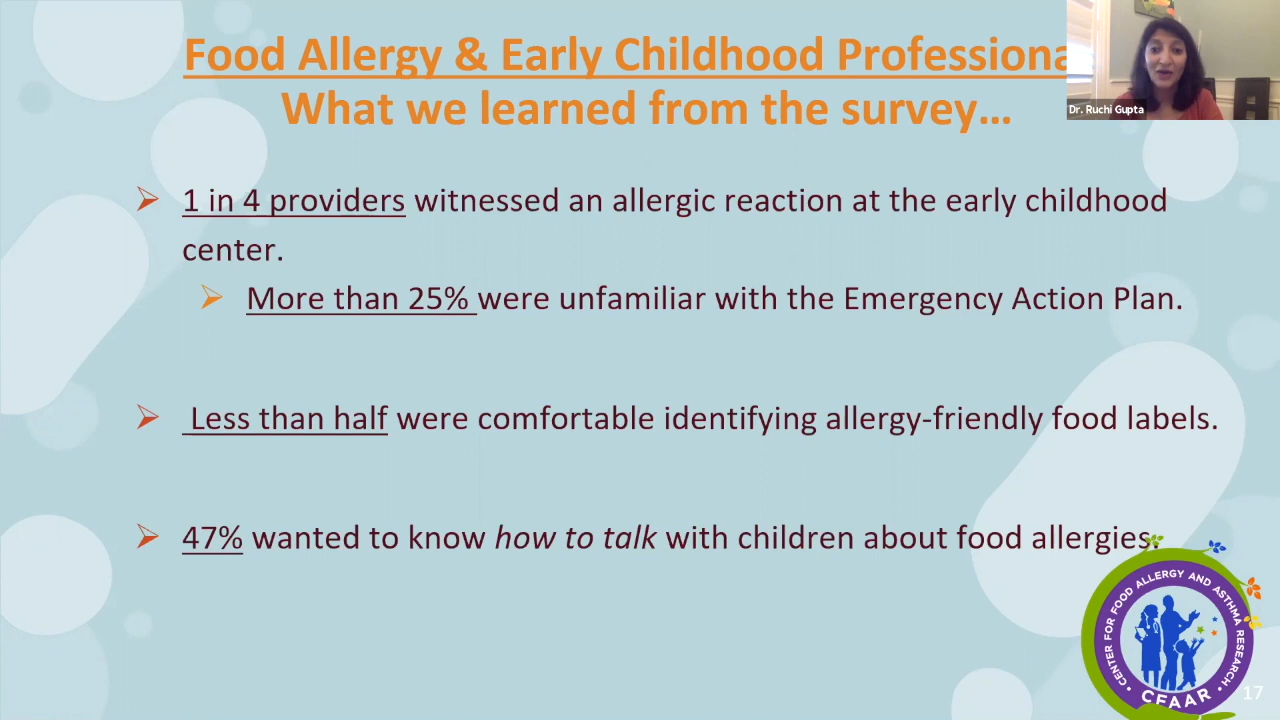 Food Allergy & Early Childhood Professiona
What we learned from the survey…
Dr. Ruchi Gupta
1 in 4 providers witnessed an allergic reaction at the early childhood
center.
More than 25% were unfamiliar with the Emergency Action Plan.
Less than half were comfortable identifying allergy-friendly food labels.
47% wanted to know how to talk with children about food allergies.
CENTER FOR FOOD ALLERGY AND ASTHMA RESEARCH
CFAAR
17